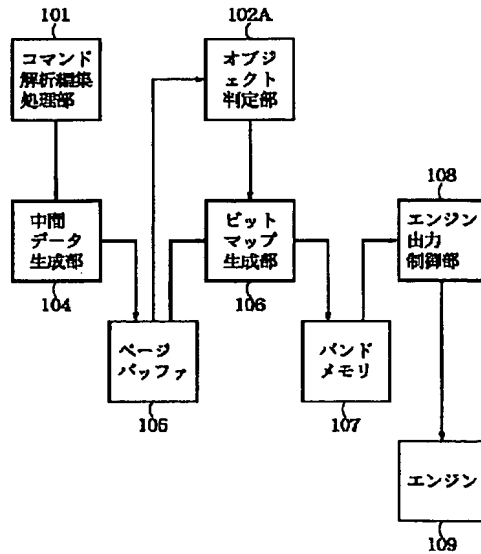 101
コマンド
解析編集
処理部
102A
オブジ
ェクト
判定部
中間
データ
生成部
104
ビット
マップ
生成部
106
108
エンジン
出力
制御部
ページ
バッファ
105
バンド
メモリ
107
エンジン
109